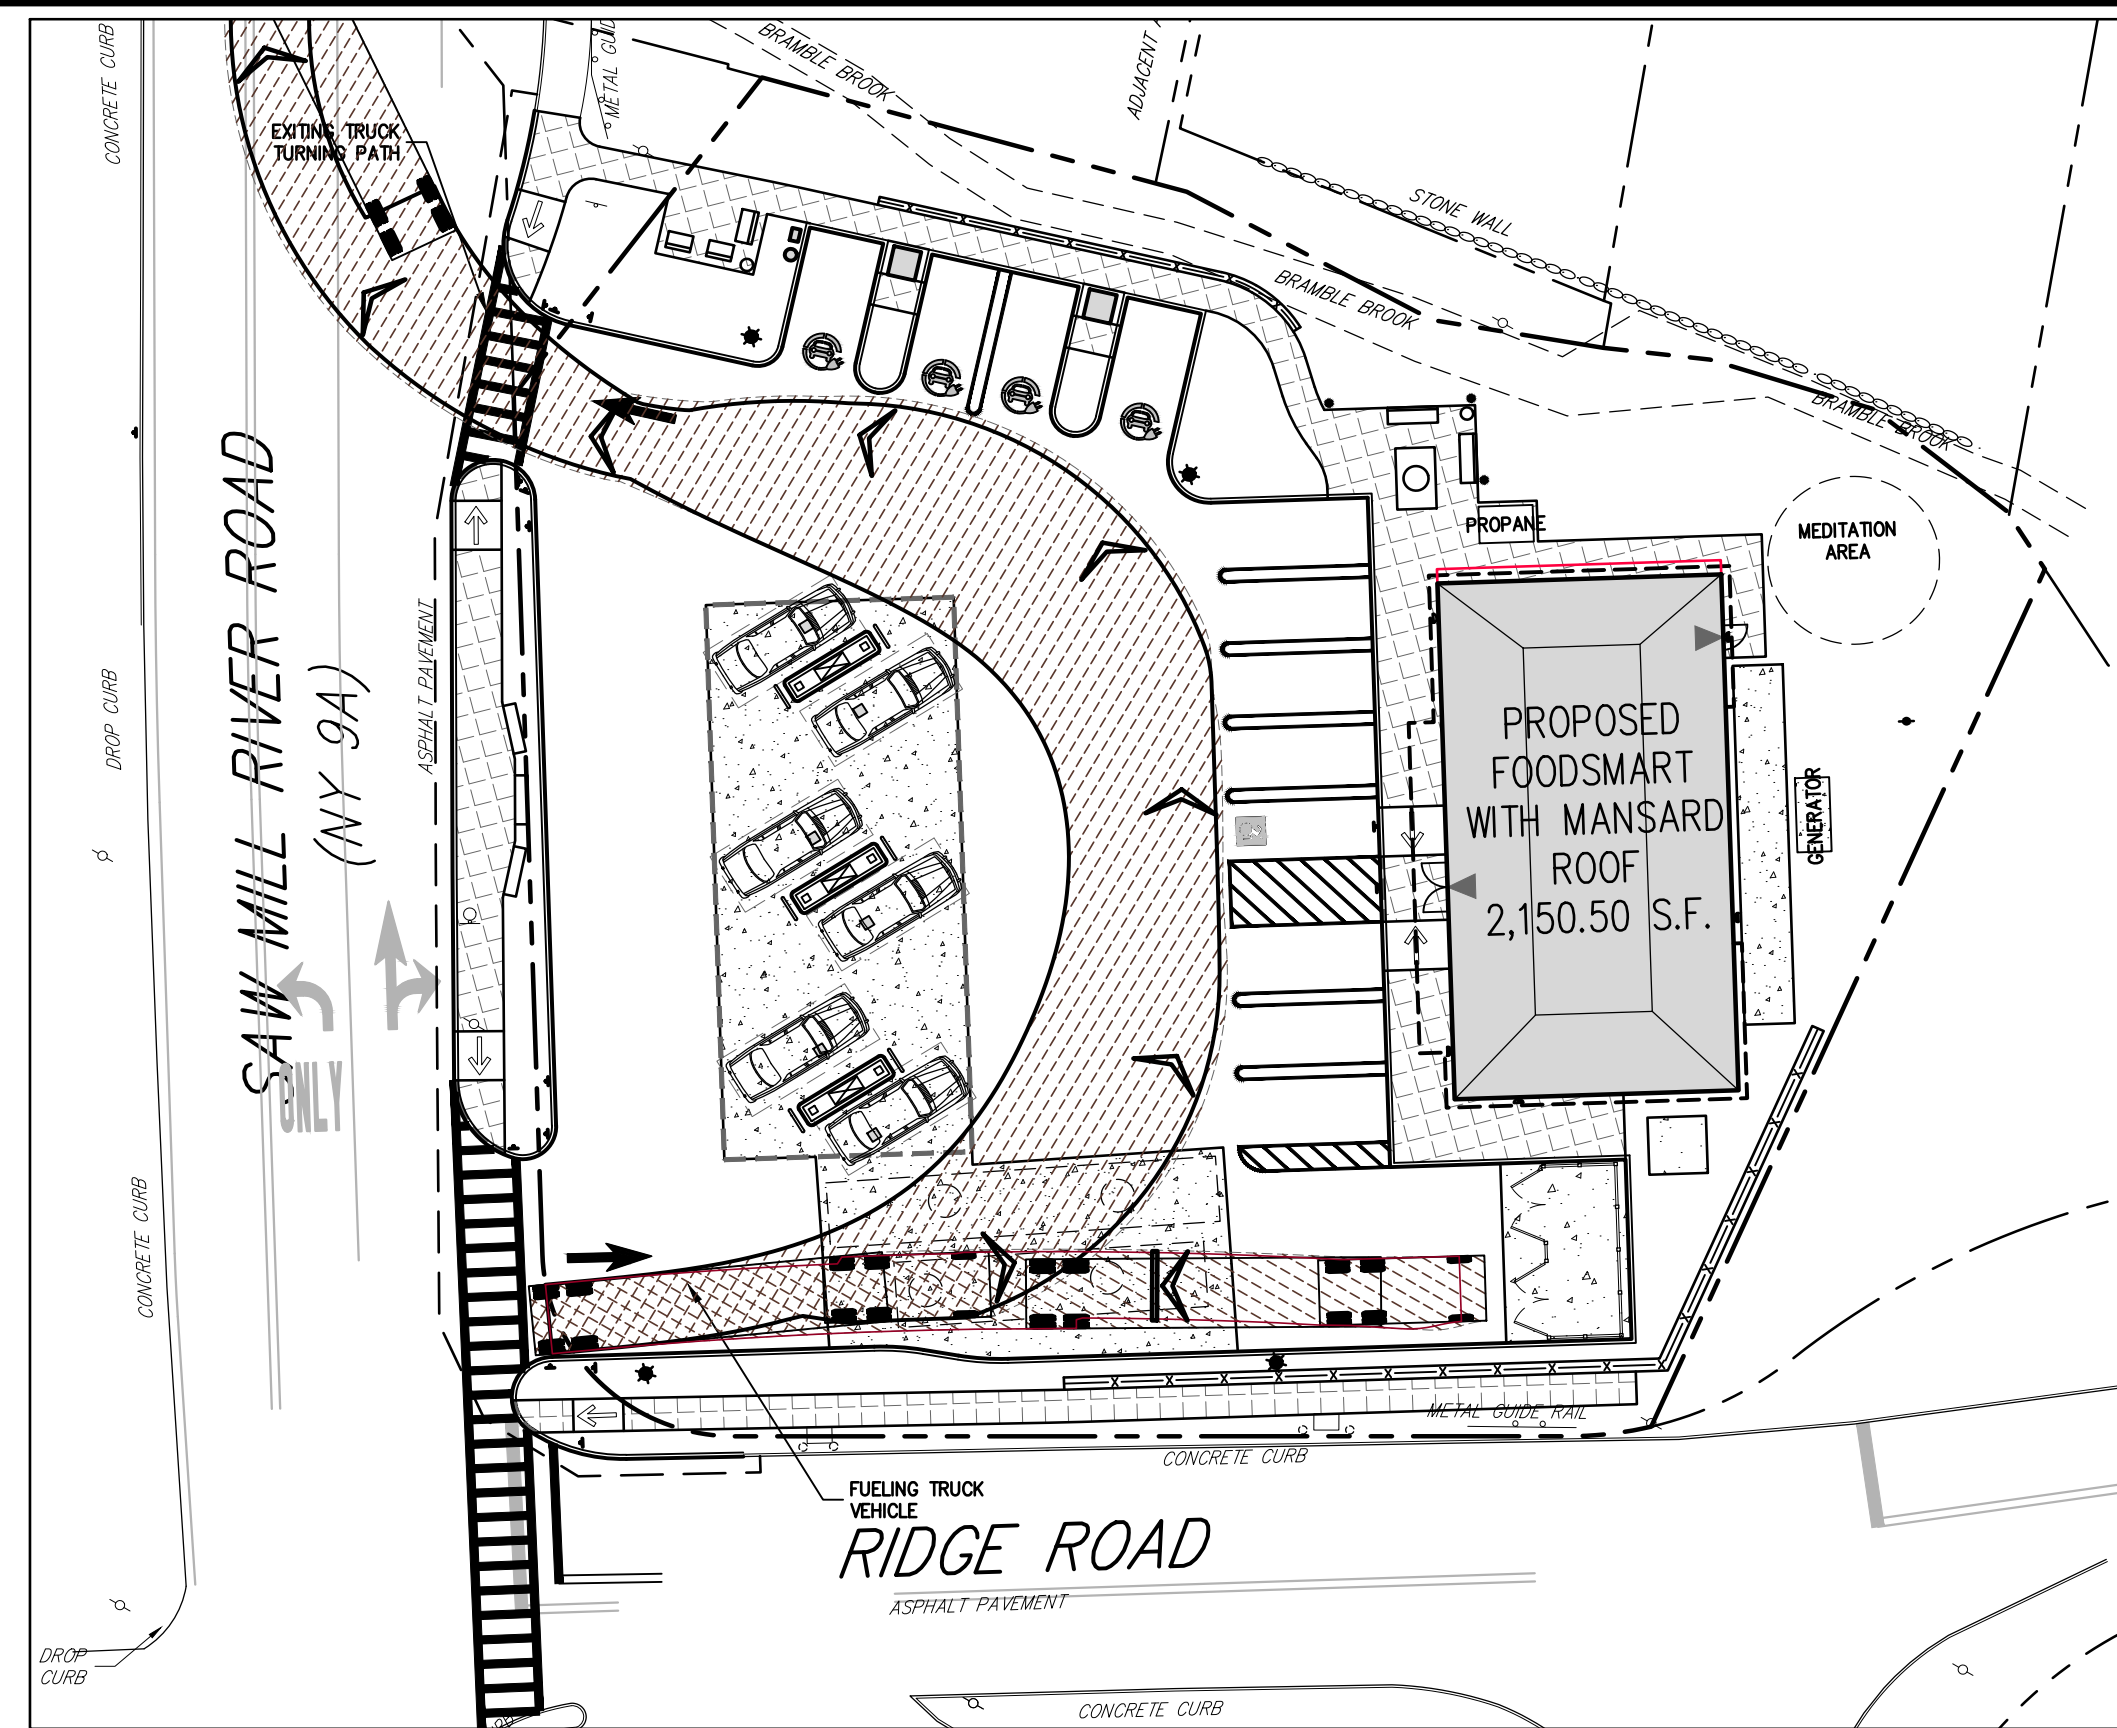 CONCRETE CURB
METAL GUID
BRAMBLE BROOK
ADJACENT
EXITING TRUCK
TURNING PATH
STONE WALL
BRAMBLE BROOK
BRAMBLE BROOK
SAW MILL RIVER ROAD
(NY 9A)
ASPHALT PAVEMENT
DROP CURB
PROPANE
MEDITATION
AREA
PROPOSED
FOODSMART
WITH MANSARD
ROOF
2,150.50 S.F.
GENERATOR
ONLY
CONCRETE CURB
METAL GUIDE RAIL
CONCRETE CURB
FUELING TRUCK
VEHICLE
RIDGE ROAD
ASPHALT PAVEMENT
DROP
CURB
CONCRETE CURB